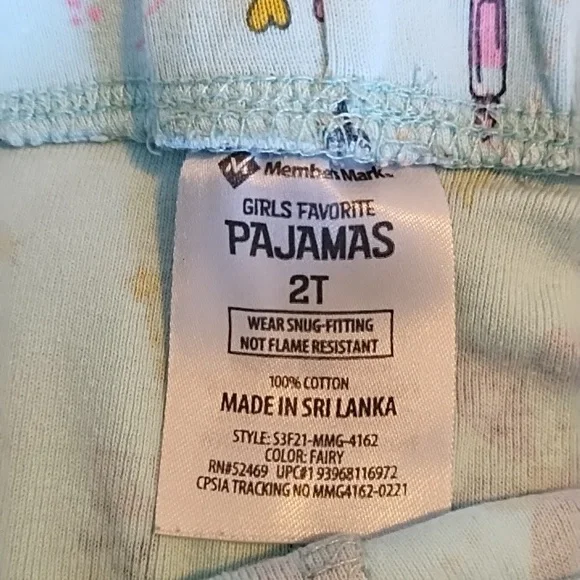 Member's Mark™
GIRLS FAVORITE
PAJAMAS
2T
WEAR SNUG-FITTING
NOT FLAME RESISTANT
100% COTTON
MADE IN SRI LANKA
STYLE: S3F21-MMG-4162
COLOR: FAIRY
RN#52469 UPC#193968116972
CPSIA TRACKING NO MMG4162-0221